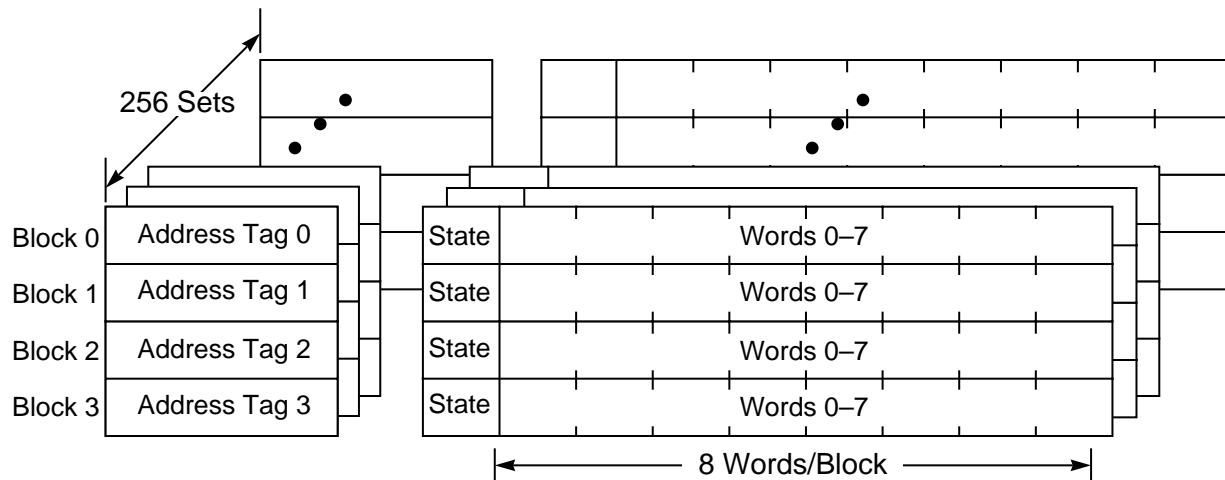 256 Sets
Block 0 Address Tag 0 State Words 0–7
Block 1 Address Tag 1 State Words 0–7
Block 2 Address Tag 2 State Words 0–7
Block 3 Address Tag 3 State Words 0–7
8 Words/Block